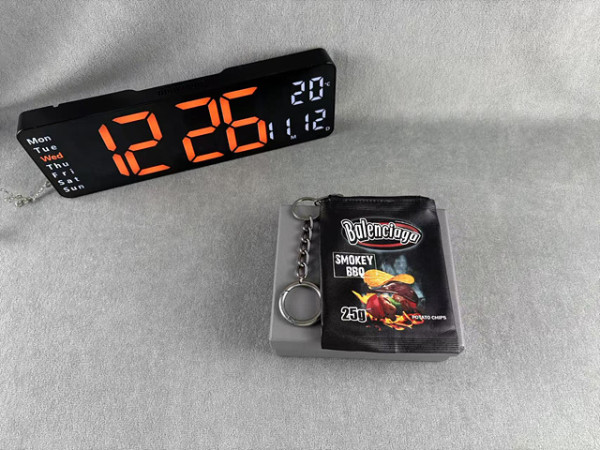 Mon
Tue
Wed
Thu
Fri
Sat
Sun
12 26
20 °C
11 M 12 D
Balenciaga
SMOKEY
BBQ
25g
POTATO CHIPS